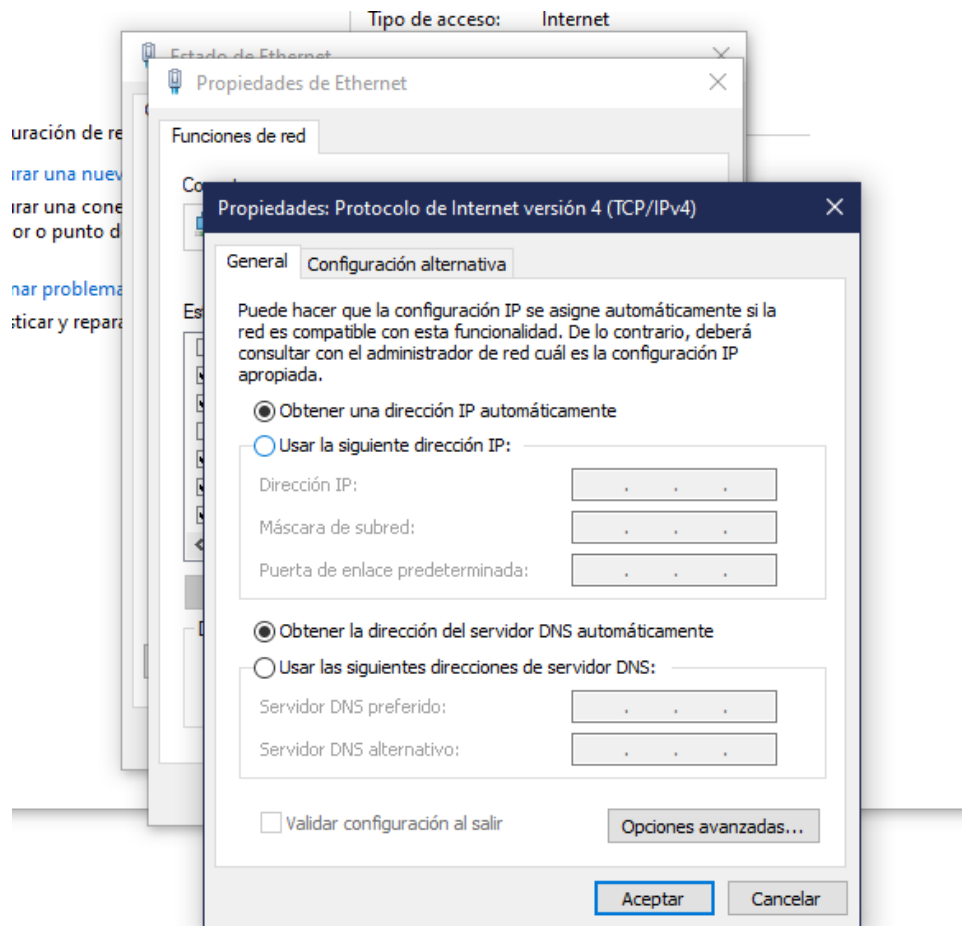 Tipo de acceso: Internet
Estado de Ethernet
Propiedades de Ethernet
Funciones de red
uración de re
irar una nuev
irar una cone
or o punto d
nar problema
sticar y repara
Co
Es
Propiedades: Protocolo de Internet versión 4 (TCP/IPv4)
General Configuración alternativa
Puede hacer que la configuración IP se asigne automáticamente si la
red es compatible con esta funcionalidad. De lo contrario, deberá
consultar con el administrador de red cuál es la configuración IP
apropiada.
Obtener una dirección IP automáticamente
Usar la siguiente dirección IP:
Dirección IP:
Máscara de subred:
Puerta de enlace predeterminada:
Obtener la dirección del servidor DNS automáticamente
Usar las siguientes direcciones de servidor DNS:
Servidor DNS preferido:
Servidor DNS alternativo:
Validar configuración al salir
Opciones avanzadas...
Aceptar Cancelar